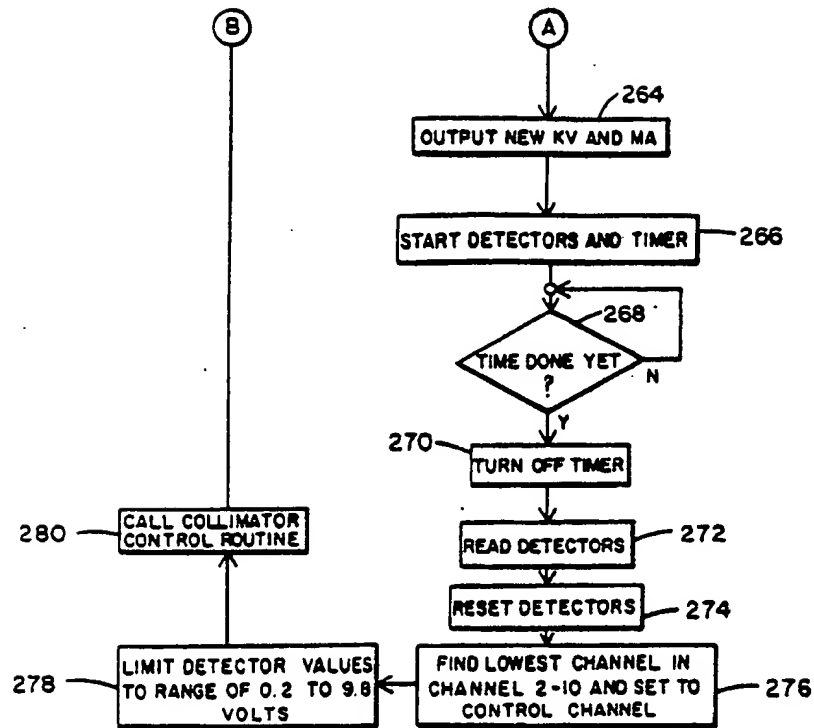 B
A
264
OUTPUT NEW KV AND MA
START DETECTORS AND TIMER
266
268
TIME DONE YET
?
N
Y
270
TURN OFF TIMER
280
CALL COLLIMATOR
CONTROL ROUTINE
READ DETECTORS
272
RESET DETECTORS
274
278
LIMIT DETECTOR VALUES
TO RANGE OF 0.2 TO 9.8
VOLTS
FIND LOWEST CHANNEL IN
CHANNEL 2-10 AND SET TO
CONTROL CHANNEL
276